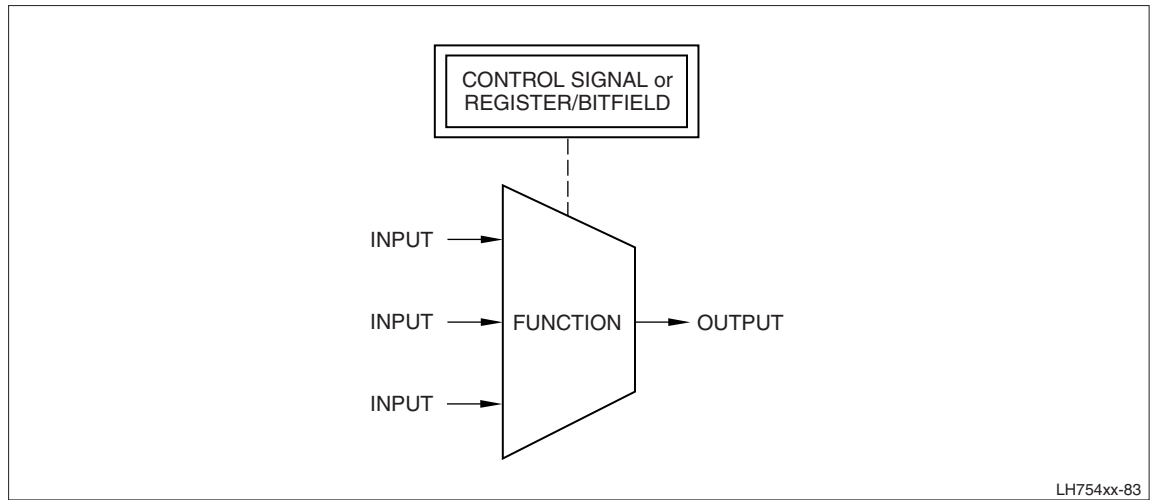 CONTROL SIGNAL or
REGISTER/BITFIELD
INPUT
INPUT
FUNCTION
OUTPUT
INPUT
LH754xx-83